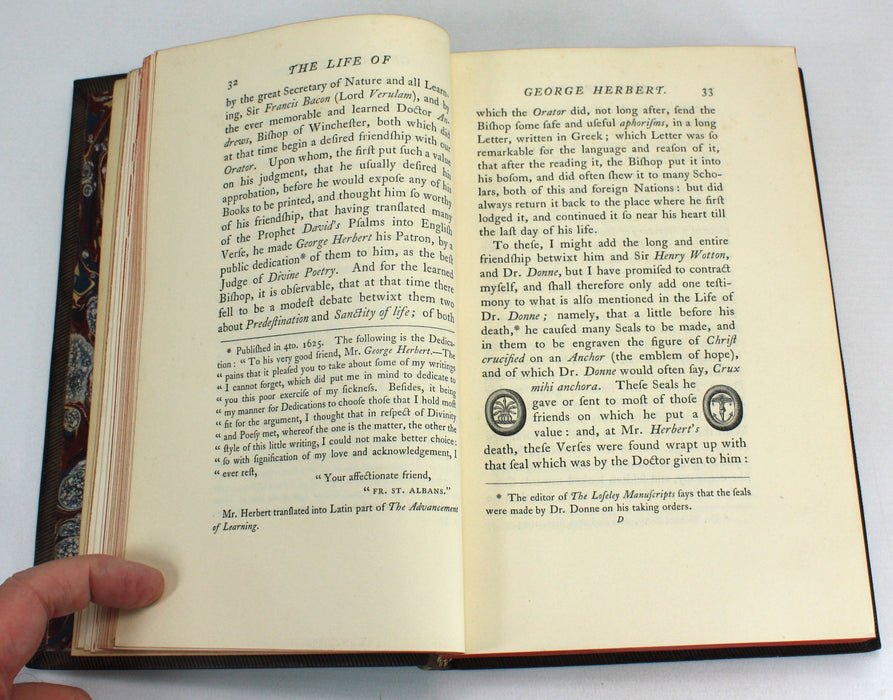 32
THE LIFE OF
by the great Secretary of Nature and all Learn-
ing, Sir Francis Bacon (Lord Verulam), and by
the ever memorable and learned Doctor An-
drews, Biſhop of Wincheſter, both which did
at that time begin a deſired friendſhip with our
Orator. Upon whom, the firſt put ſuch a value
on his judgment, that he uſually deſired his
approbation, before he would expoſe any of his
Books to be printed, and thought him ſo worthy
of his friendſhip, that having tranſlated many
of the Prophet David's Pſalms into Engliſh
Verſe, he made George Herbert his Patron, by a
public dedication* of them to him, as the beſt
Judge of Divine Poetry. And for the learned
Biſhop, it is obſervable, that at that time there
fell to be a modeſt debate betwixt them two
about Predeſtination and Sanctity of life; of both
* Publiſhed in 4to. 1625. The following is the Dedica-
tion: "To his very good friend, Mr. George Herbert.—The
" pains that it pleaſed you to take about ſome of my writings
" I cannot forget, which did put me in mind to dedicate to
" you this poor exerciſe of my ſickneſs. Beſides, it being
" my manner for Dedications to chooſe thoſe that I hold moſt
" fit for the argument, I thought that in reſpect of Divinity
" and Poeſy met, whereof the one is the matter, the other the
" ſtyle of this little writing, I could not make better choice:
" ſo with ſignification of my love and acknowledgement, I
" ever reſt,
" Your affectionate friend,
" FR. ST. ALBANS."
Mr. Herbert tranſlated into Latin part of The Advancement
of Learning.
GEORGE HERBERT. 33
which the Orator did, not long after, ſend the
Biſhop ſome ſafe and uſeful aphoriſms, in a long
Letter, written in Greek; which Letter was ſo
remarkable for the language and reaſon of it,
that after the reading it, the Biſhop put it into
his boſom, and did often ſhew it to many Scho-
lars, both of this and foreign Nations: but did
always return it back to the place where he firſt
lodged it, and continued it ſo near his heart till
the laſt day of his life.
To theſe, I might add the long and entire
friendſhip betwixt him and Sir Henry Wotton,
and Dr. Donne, but I have promiſed to contract
myſelf, and ſhall therefore only add one teſti-
mony to what is alſo mentioned in the Life of
Dr. Donne; namely, that a little before his
death,* he cauſed many Seals to be made, and
in them to be engraven the figure of Chriſt
crucified on an Anchor (the emblem of hope),
and of which Dr. Donne would often ſay, Crux
mihi anchora. Theſe Seals he
gave or ſent to moſt of thoſe
friends on which he put a
value: and, at Mr. Herbert's
death, theſe Verſes were found wrapt up with
that ſeal which was by the Doctor given to him:
* The editor of The Loſeley Manuſcripts ſays that the ſeals
were made by Dr. Donne on his taking orders.
D